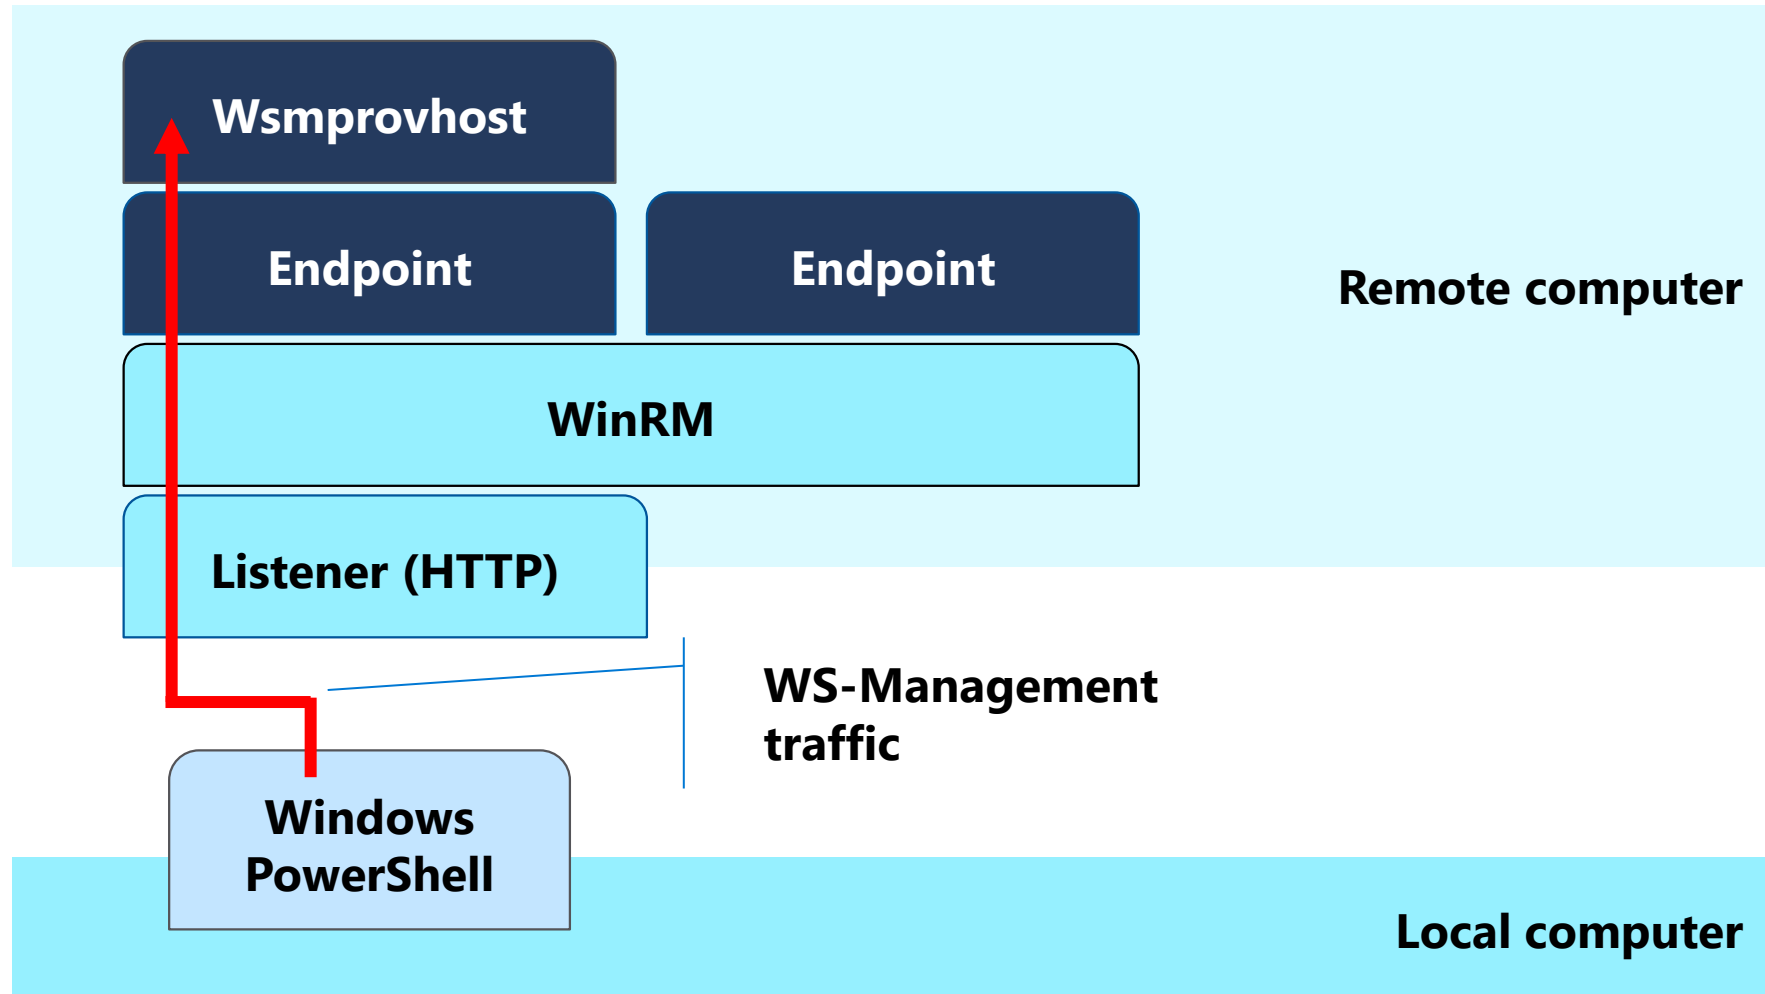 Wsmprovhost
Endpoint
Endpoint
Remote computer
WinRM
Listener (HTTP)
WS-Management
traffic
Windows
PowerShell
Local computer